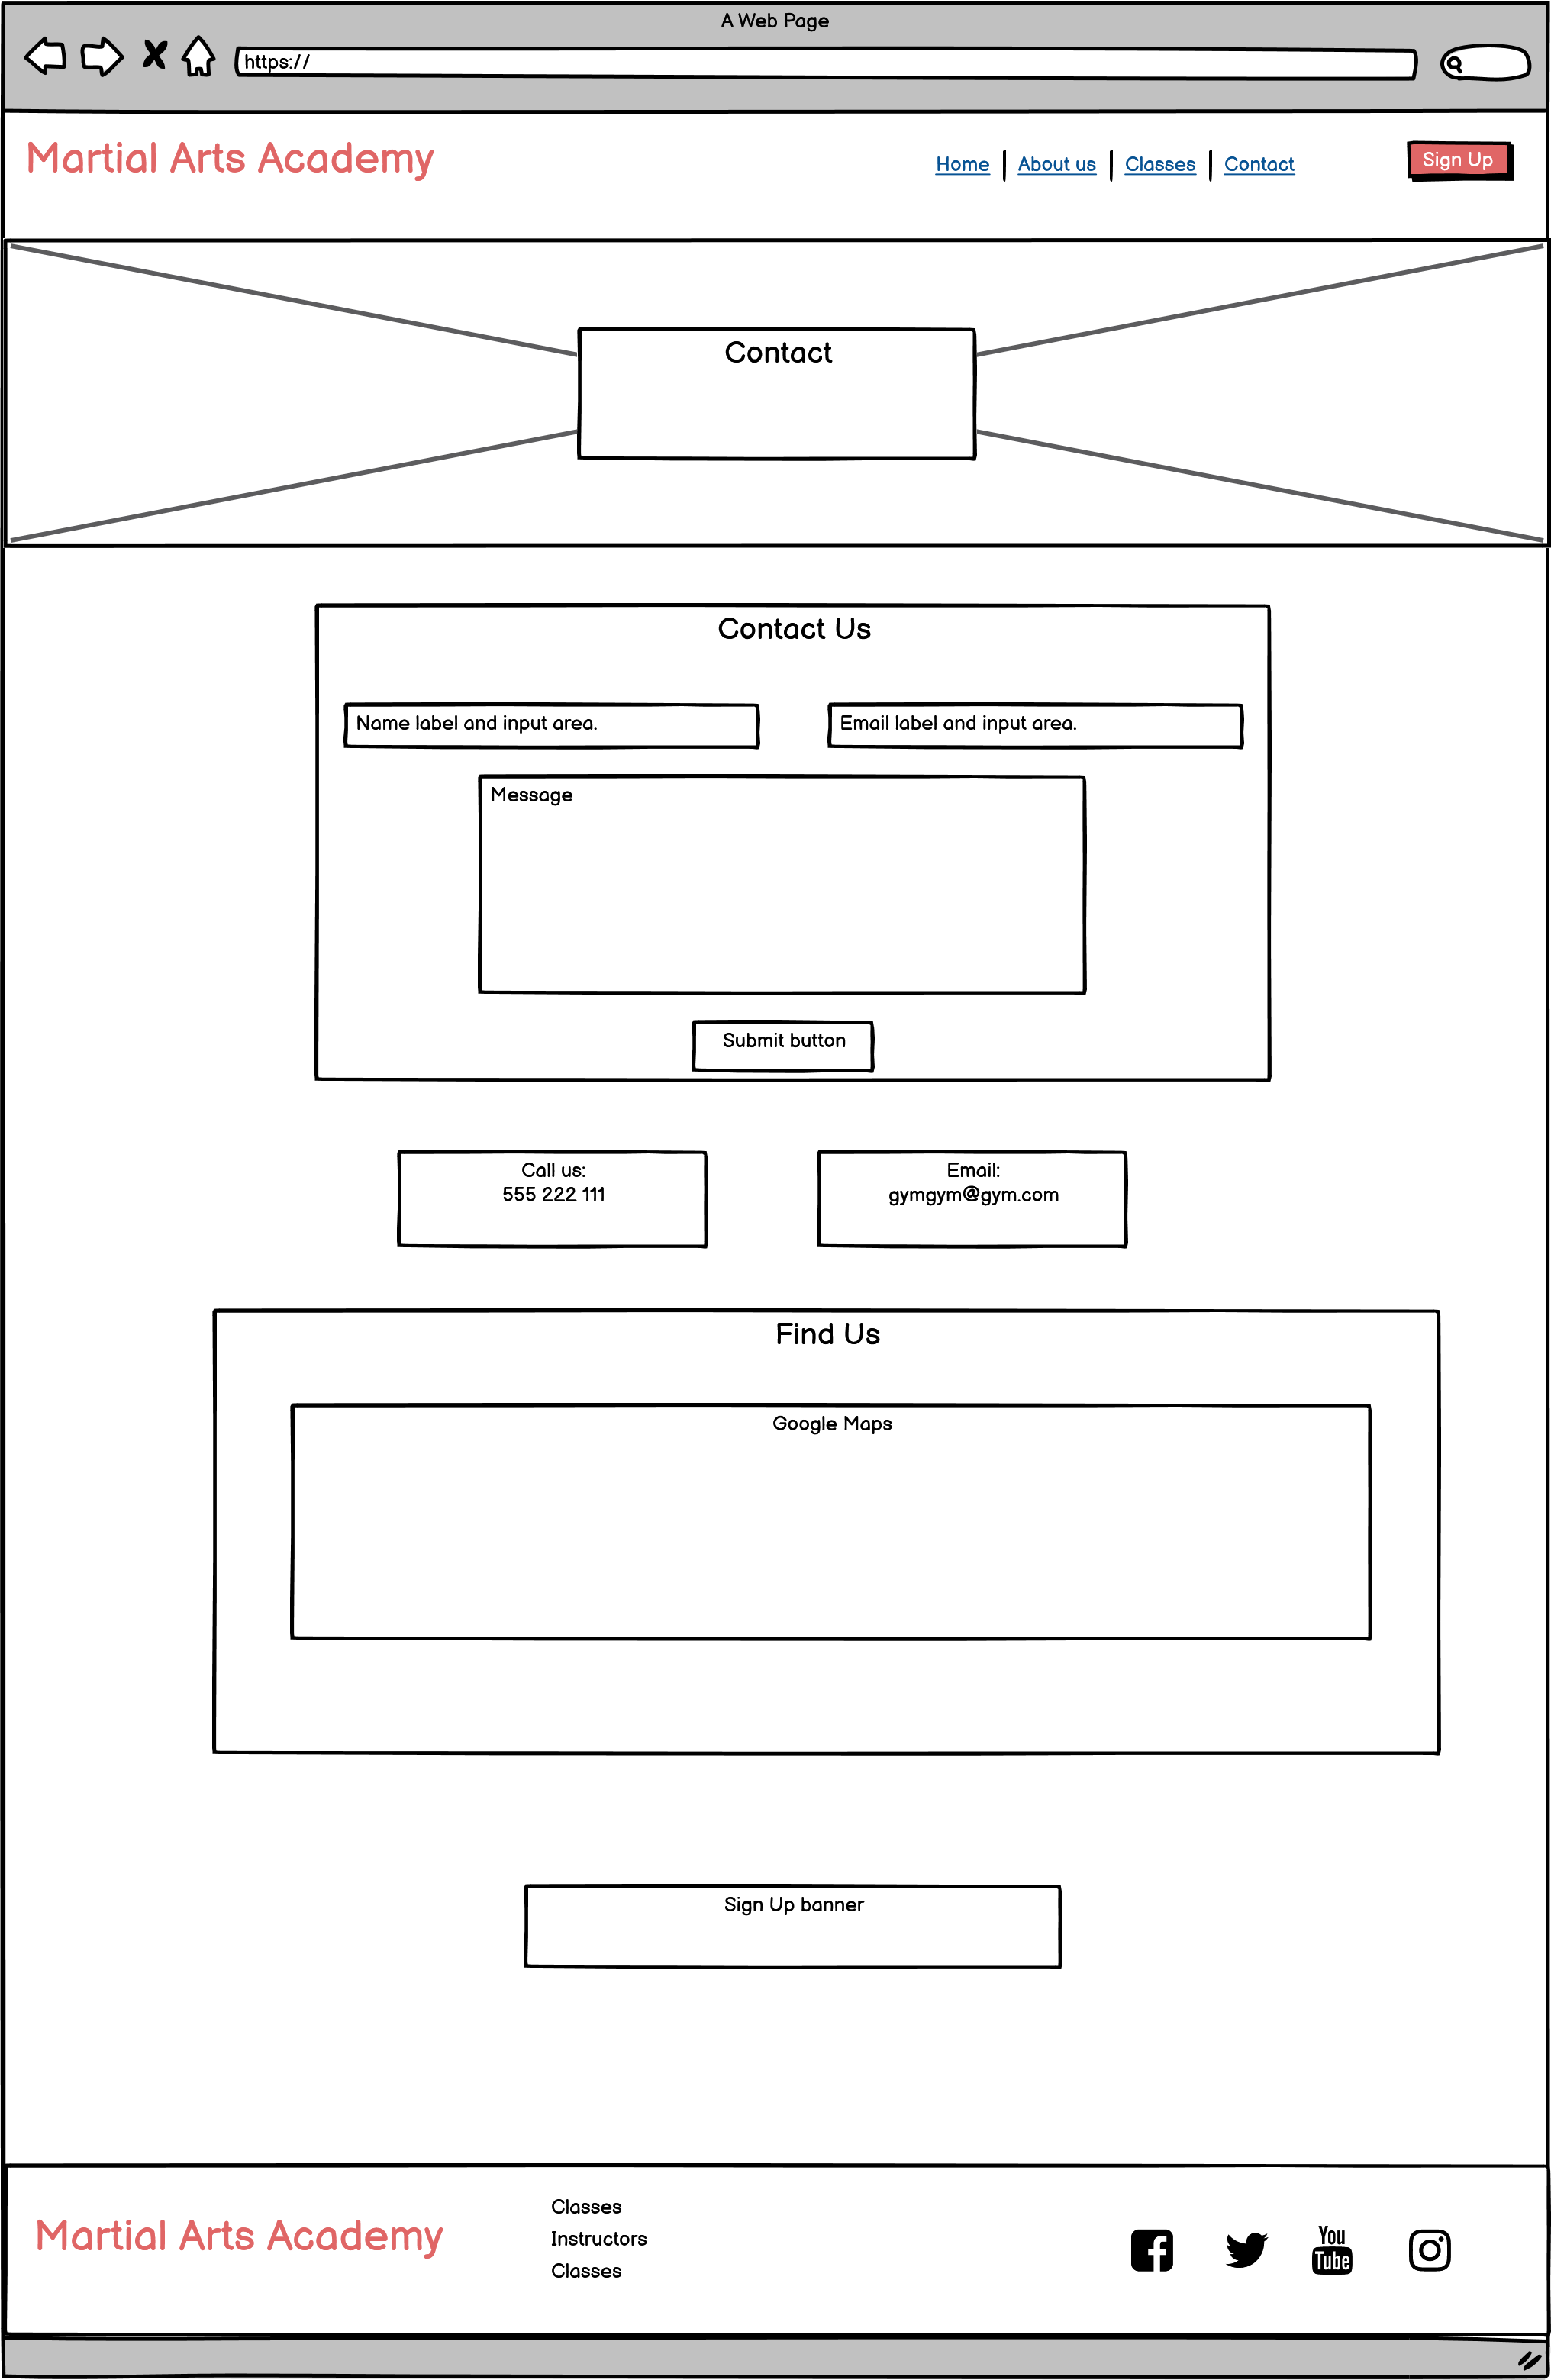 A Web Page
https://
Martial Arts Academy
Home
About us
Classes
Contact
Sign Up
Contact
Contact Us
Name label and input area.
Email label and input area.
Message
Submit button
Call us:
555 222 111
Email:
gymgym@gym.com
Find Us
Google Maps
Sign Up banner
Martial Arts Academy
Classes
Instructors
Classes
You
Tube